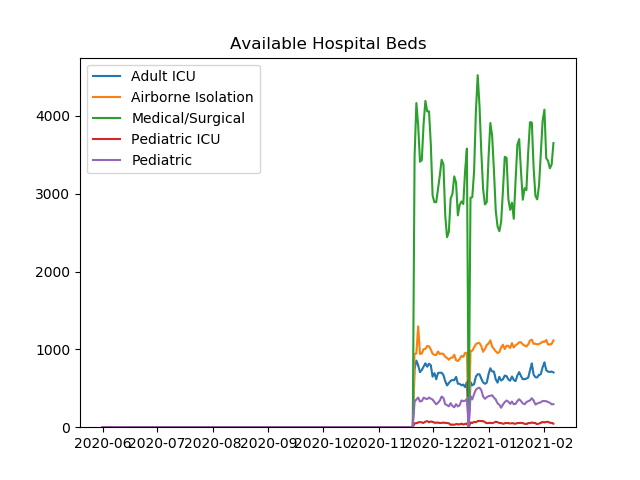 Available Hospital Beds
Adult ICU
Airborne Isolation
Medical/Surgical
Pediatric ICU
Pediatric
4000
3000
2000
1000
0
2020-06 2020-07 2020-08 2020-09 2020-10 2020-11 2020-12 2021-01 2021-02